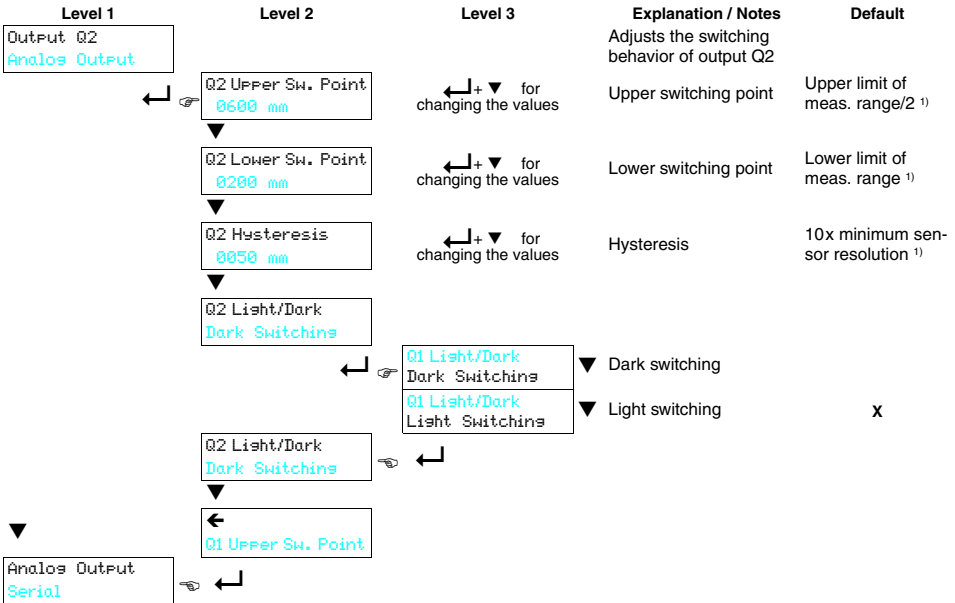 Level 1 Level 2 Level 3 Explanation / Notes Default
Output Q2
Analog Output
Adjusts the switching
behavior of output Q2
Q2 Upper Sw. Point
0600 mm
+ ▼ for
changing the values
Upper switching point
Upper limit of
meas. range/2 1)
Q2 Lower Sw. Point
0200 mm
+ ▼ for
changing the values
Lower switching point
Lower limit of
meas. range 1)
Q2 Hysteresis
0050 mm
+ ▼ for
changing the values
Hysteresis
10x minimum sen-
sor resolution 1)
Q2 Light/Dark
Dark Switching
Q1 Light/Dark
Dark Switching
Dark switching
Q1 Light/Dark
Light Switching
Light switching
X
Q2 Light/Dark
Dark Switching
Q1 Upper Sw. Point
Analog Output
Serial